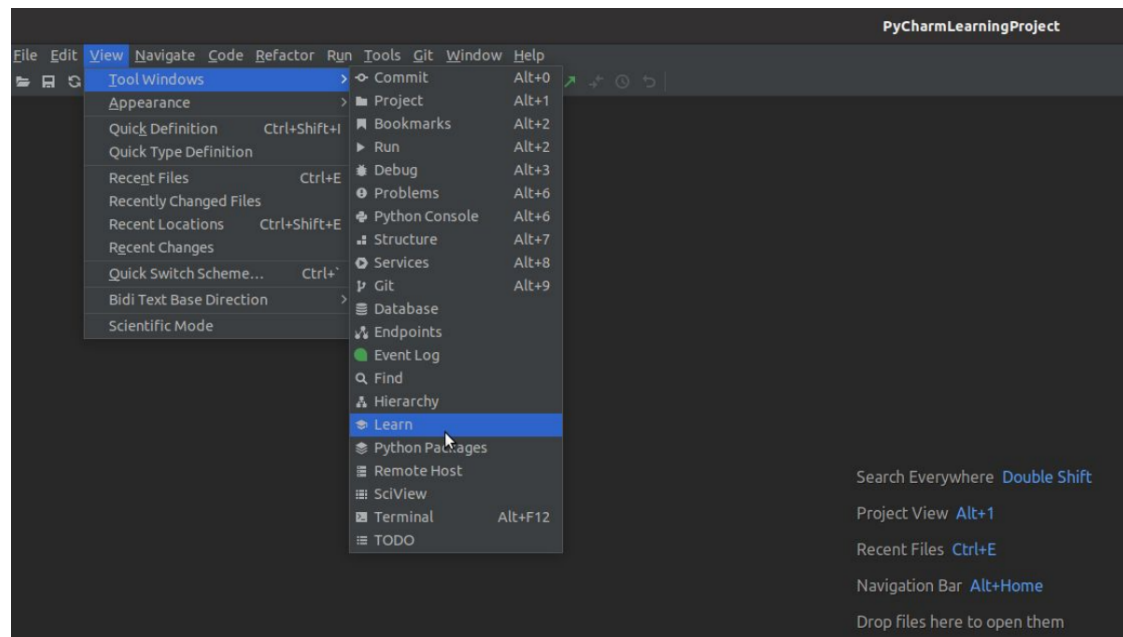 PyCharmLearningProject
File Edit View Navigate Code Refactor Run Tools Git Window Help
Tool Windows
Appearance
Quick Definition Ctrl+Shift+I
Quick Type Definition
Recent Files Ctrl+E
Recently Changed Files
Recent Locations Ctrl+Shift+E
Recent Changes
Quick Switch Scheme... Ctrl+`
Bidi Text Base Direction
Scientific Mode
Commit Alt+0
Project Alt+1
Bookmarks Alt+2
Run Alt+2
Debug Alt+3
Problems Alt+6
Python Console Alt+6
Structure Alt+7
Services Alt+8
Git Alt+9
Database
Endpoints
Event Log
Find
Hierarchy
Learn
Python Packages
Remote Host
SciView
Terminal Alt+F12
TODO
Search Everywhere Double Shift
Project View Alt+1
Recent Files Ctrl+E
Navigation Bar Alt+Home
Drop files here to open them